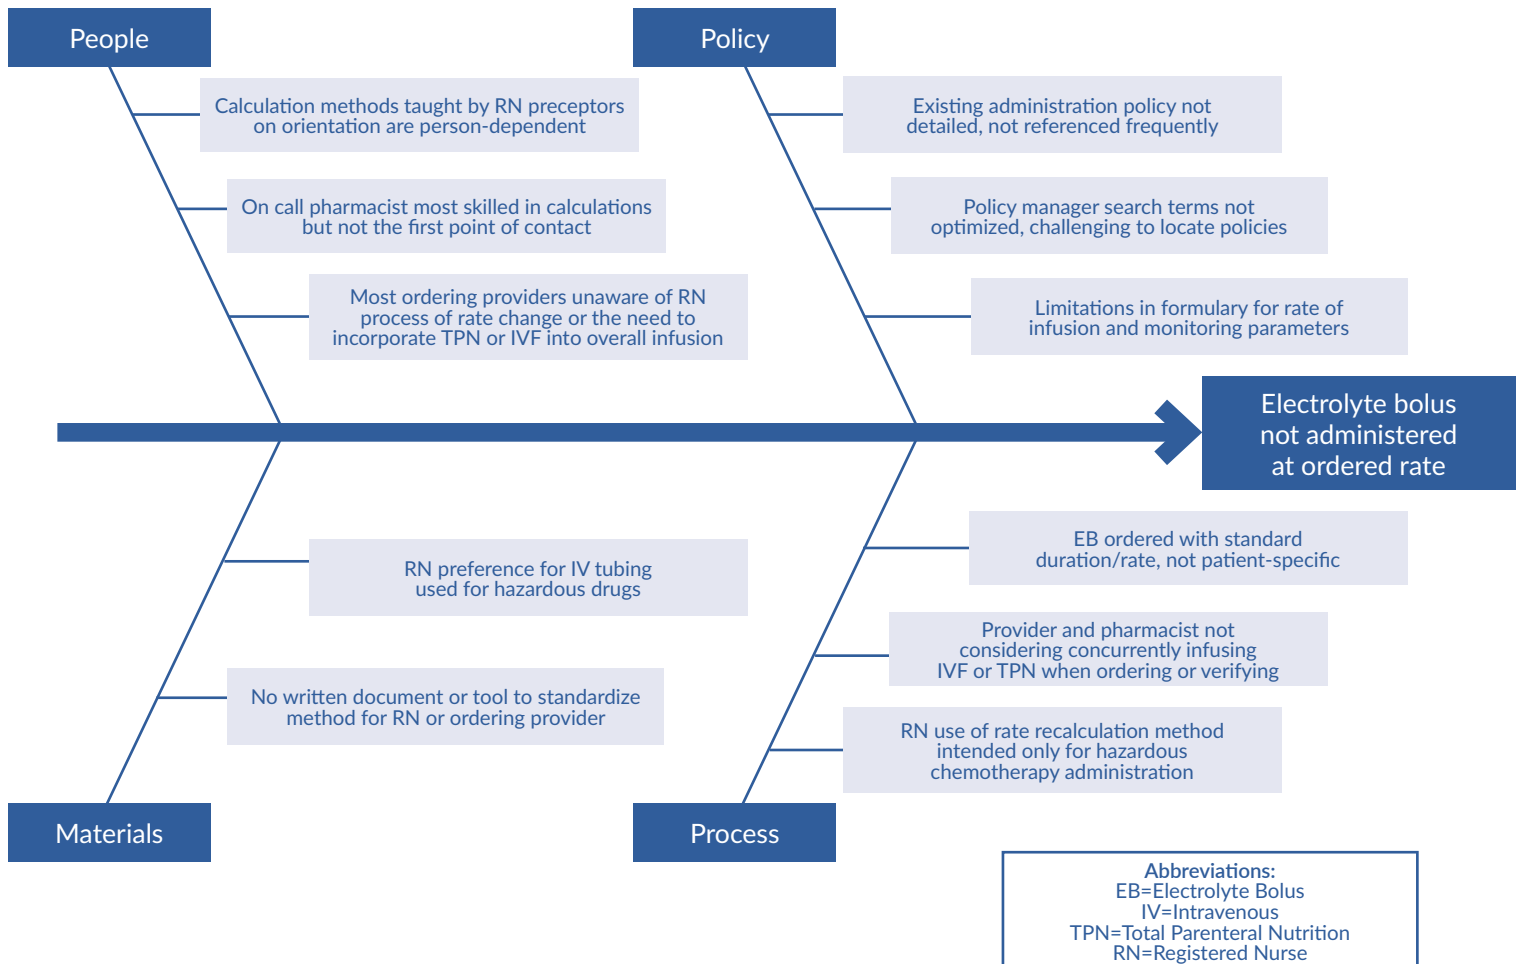 People
Calculation methods taught by RN preceptors
on orientation are person-dependent
On call pharmacist most skilled in calculations
but not the first point of contact
Most ordering providers unaware of RN
process of rate change or the need to
incorporate TPN or IVF into overall infusion
Policy
Existing administration policy not
detailed, not referenced frequently
Policy manager search terms not
optimized, challenging to locate policies
Limitations in formulary for rate of
infusion and monitoring parameters
Electrolyte bolus
not administered
at ordered rate
RN preference for IV tubing
used for hazardous drugs
No written document or tool to standardize
method for RN or ordering provider
Materials
EB ordered with standard
duration/rate, not patient-specific
Provider and pharmacist not
considering concurrently infusing
IVF or TPN when ordering or verifying
RN use of rate recalculation method
intended only for hazardous
chemotherapy administration
Process
Abbreviations:
EB=Electrolyte Bolus
IV=Intravenous
TPN=Total Parenteral Nutrition
RN=Registered Nurse